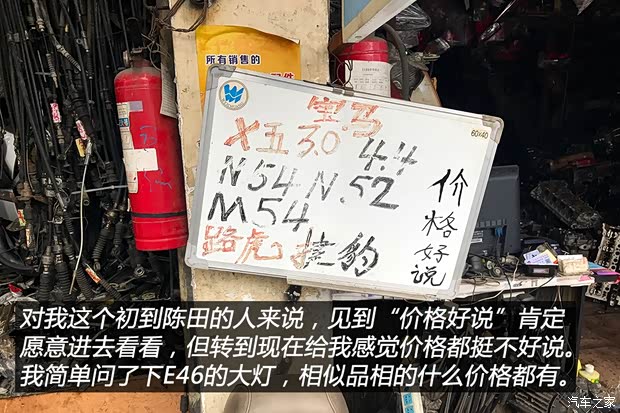 所有销售的
60x40
宝.马
X五3.0 4.4
N54-N.52
M54
路虎 捷豹
价格好说
对我这个初到陈田的人来说，见到“价格好说”肯定
愿意进去看看，但转到现在给我感觉价格都挺不好说。
我简单问了下E46的大灯，相似品相的什么价格都有。
汽车之家